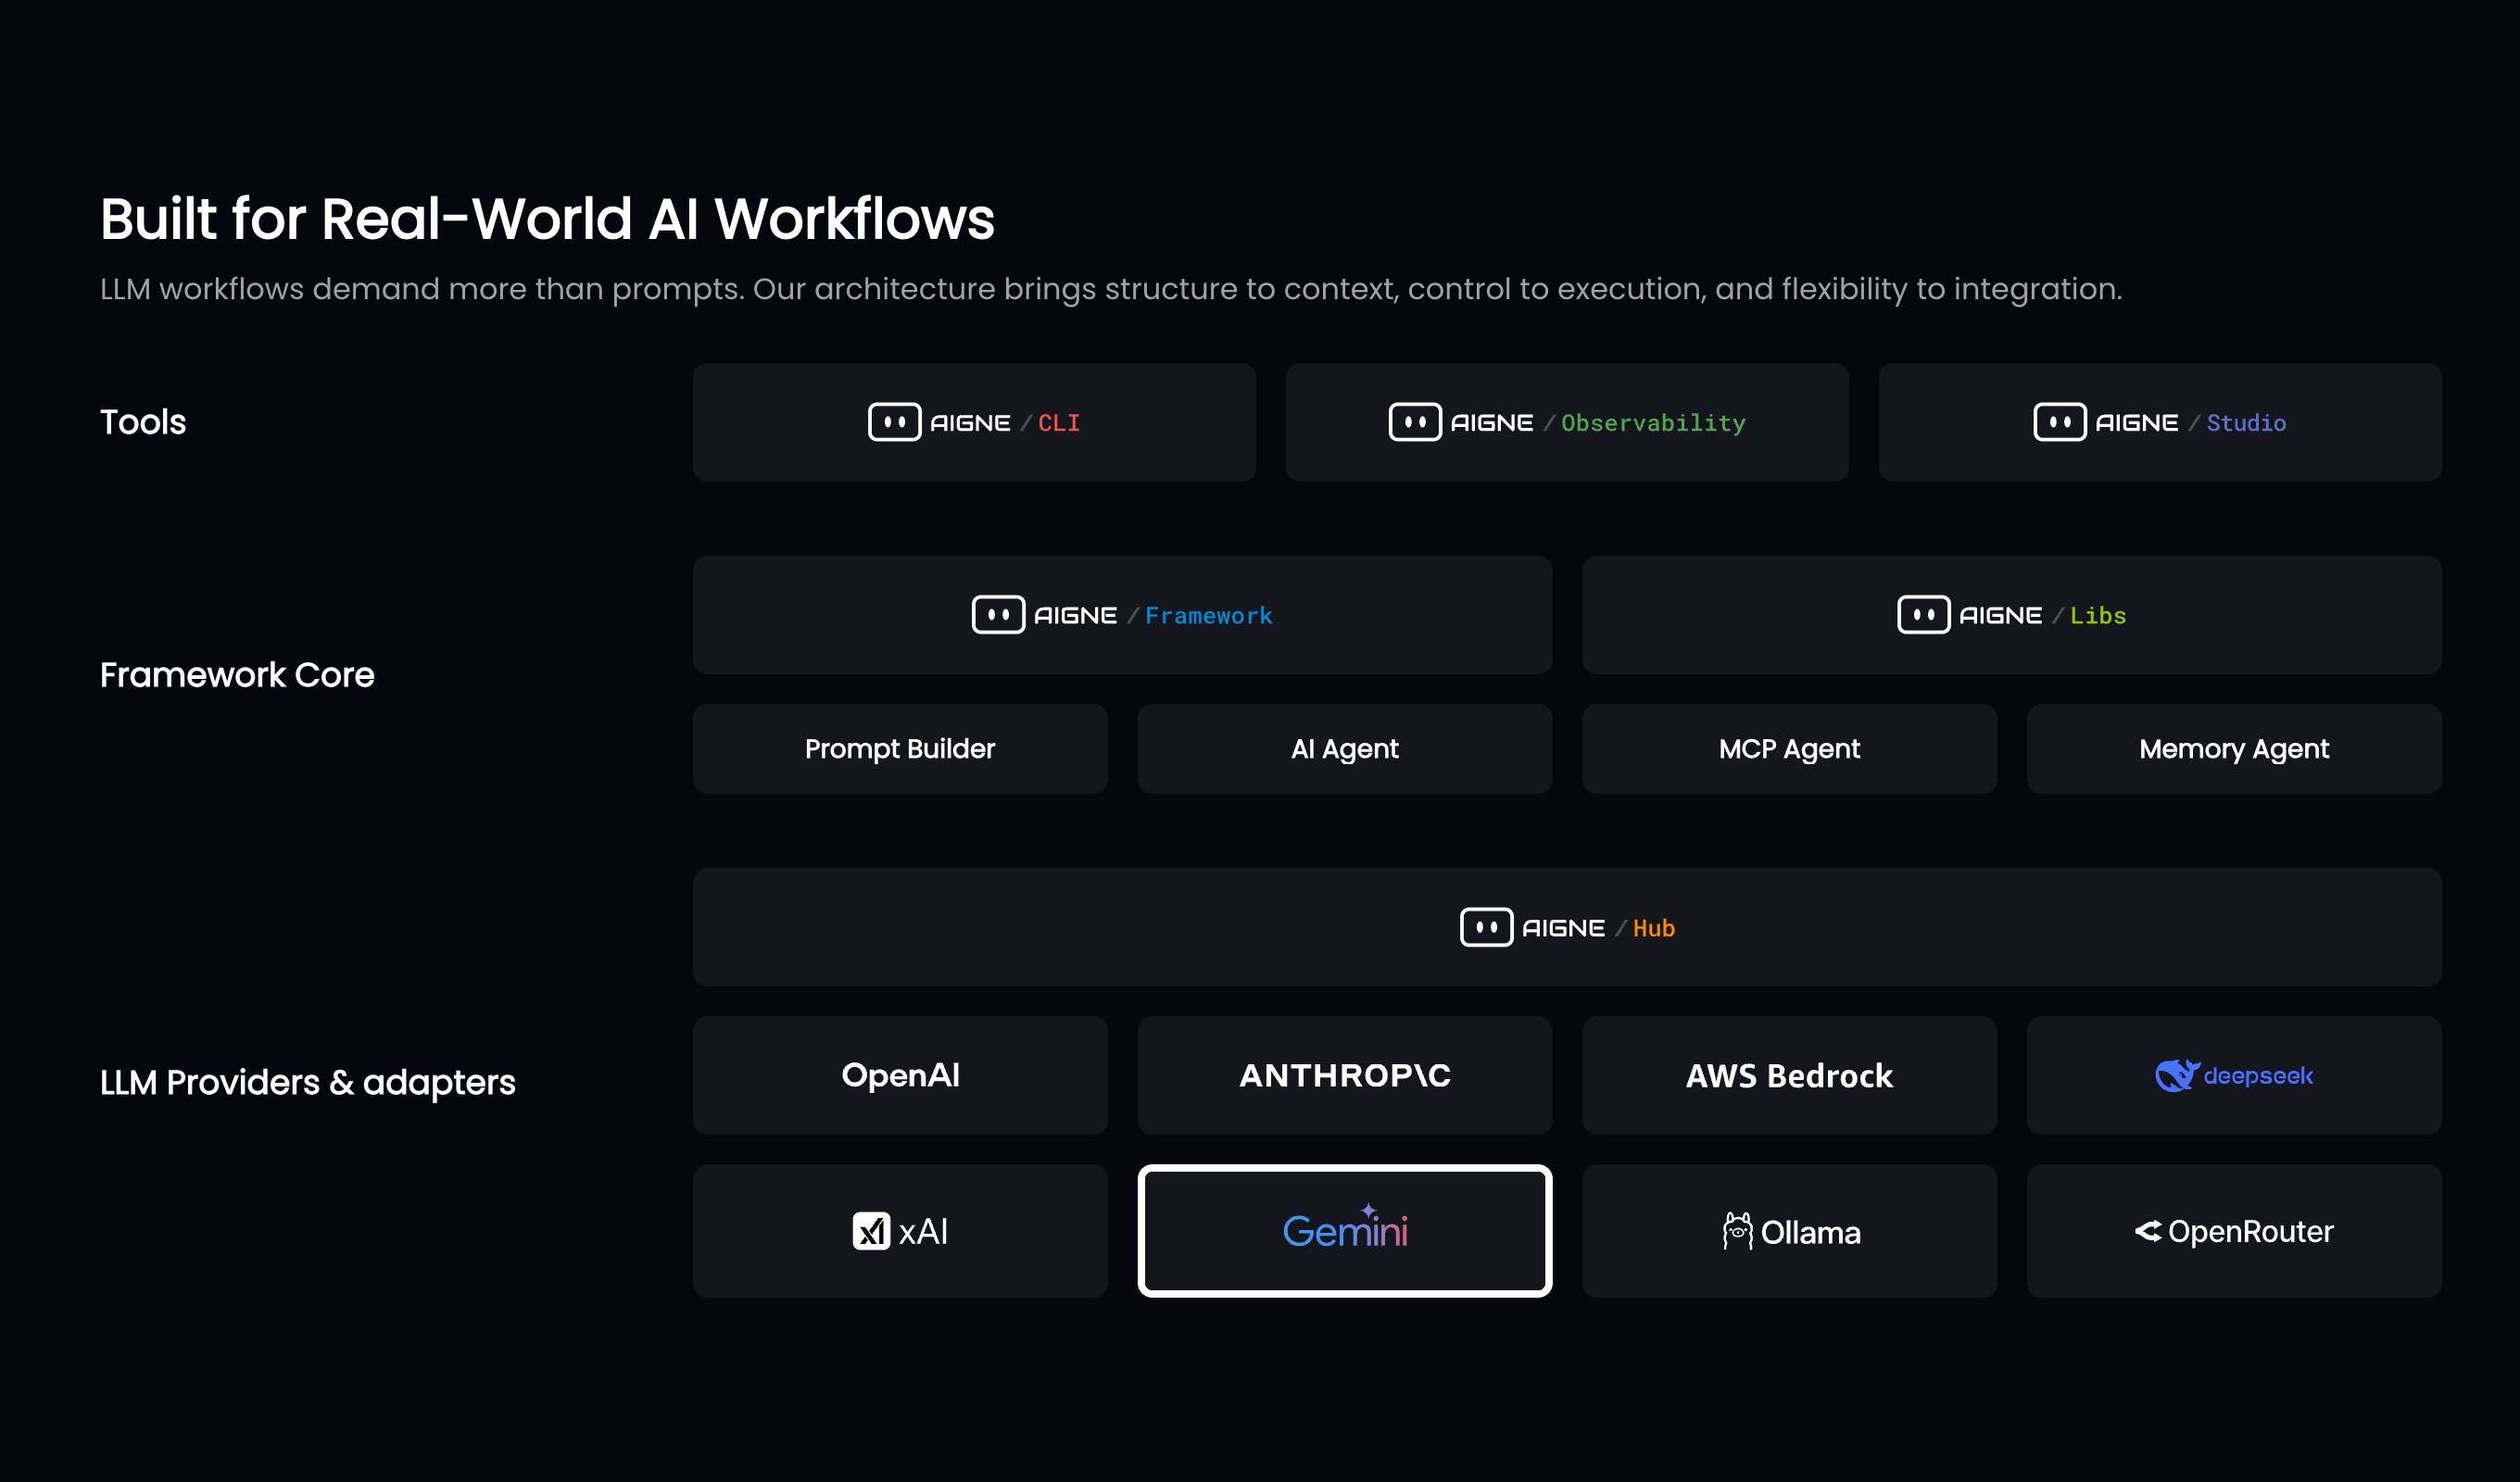 Built for Real-World AI Workflows
LLM workflows demand more than prompts. Our architecture brings structure to context, control to execution, and flexibility to integration.
Tools
AIGNE / CLI
AIGNE / Observability
AIGNE / Studio
Framework Core
AIGNE / Framework
AIGNE / Libs
Prompt Builder
AI Agent
MCP Agent
Memory Agent
LLM Providers & adapters
AIGNE / Hub
OpenAI
ANTHROP\C
AWS Bedrock
deepseek
xAI
Gemini
Ollama
OpenRouter